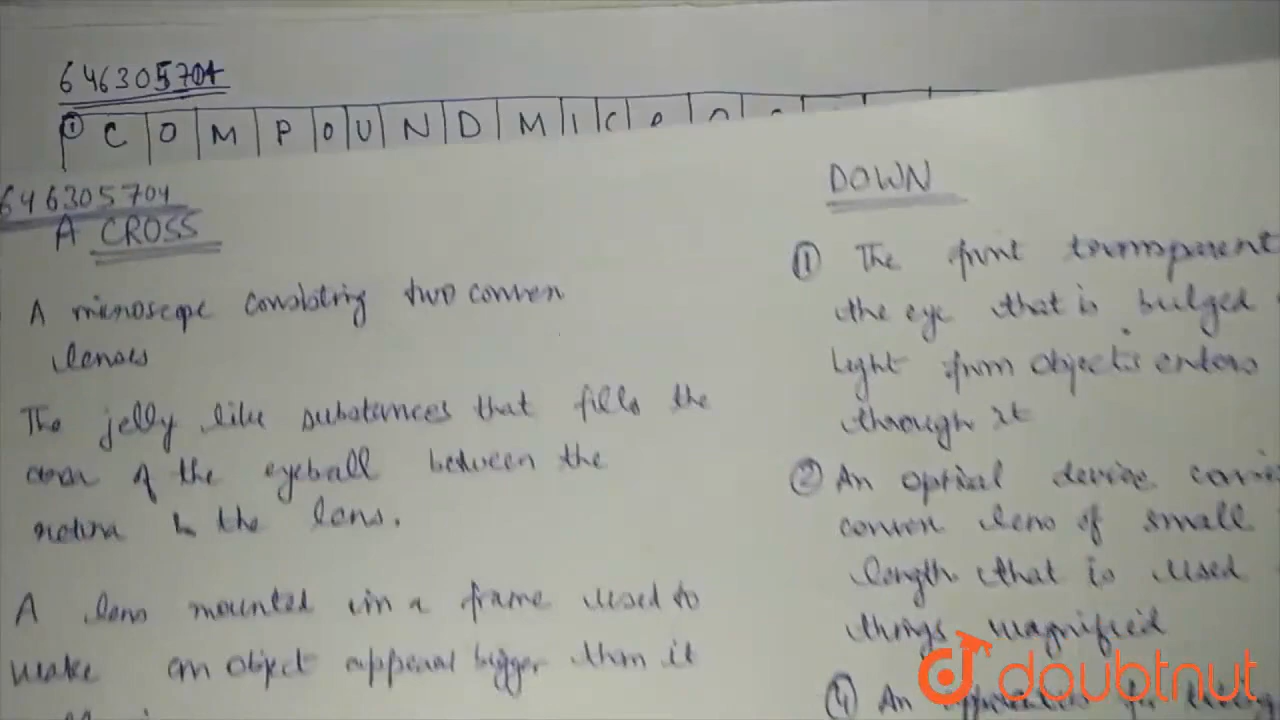 646305704
① C O M P O U N D M I C R O
646305704
A CROSS
A microscope consisting two convex
lenses
The jelly like substances that fills the
area of the eyeball between the
retina & the lens.
A lens mounted in a frame used to
make an object appear bigger than it
DOWN
① The front transparent
the eye that is bulged
light from objects enters
through it
② An optical device
convex lens of small
length that is used
things magnified
④ An apparatus for taking
doubtnut